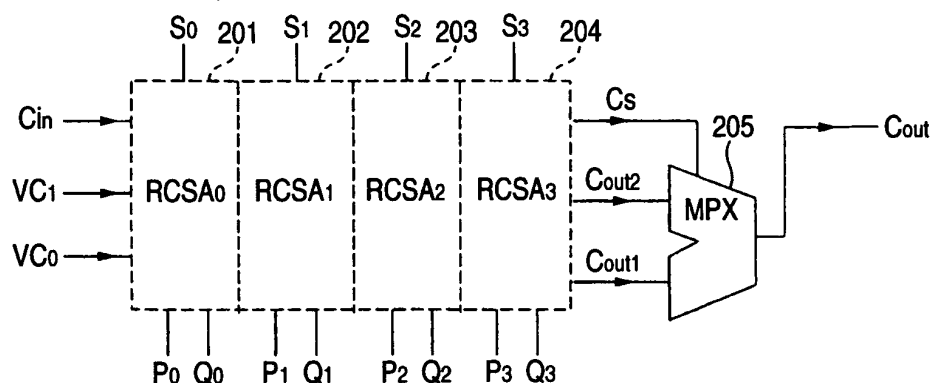 S0 201 S1 202 S2 203 S3 204
Cin
VC1
VC0
RCSA0 RCSA1 RCSA2 RCSA3
Cs
Cout2
Cout1
205
MPX
Cout
P0 Q0 P1 Q1 P2 Q2 P3 Q3